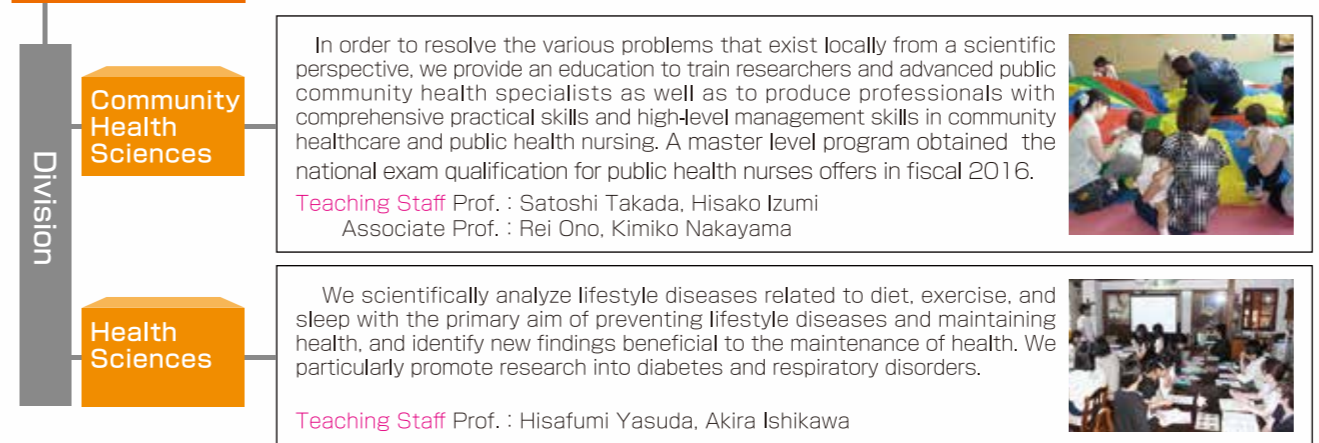 Division
Community
Health
Sciences
In order to resolve the various problems that exist locally from a scientific
perspective, we provide an education to train researchers and advanced public
community health specialists as well as to produce professionals with
comprehensive practical skills and high-level management skills in community
healthcare and public health nursing. A master level program obtained the
national exam qualification for public health nurses offers in fiscal 2016.
Teaching Staff Prof. : Satoshi Takada, Hisako Izumi
Associate Prof. : Rei Ono, Kimiko Nakayama
Health
Sciences
We scientifically analyze lifestyle diseases related to diet, exercise, and
sleep with the primary aim of preventing lifestyle diseases and maintaining
health, and identify new findings beneficial to the maintenance of health. We
particularly promote research into diabetes and respiratory disorders.
Teaching Staff Prof. : Hisafumi Yasuda, Akira Ishikawa